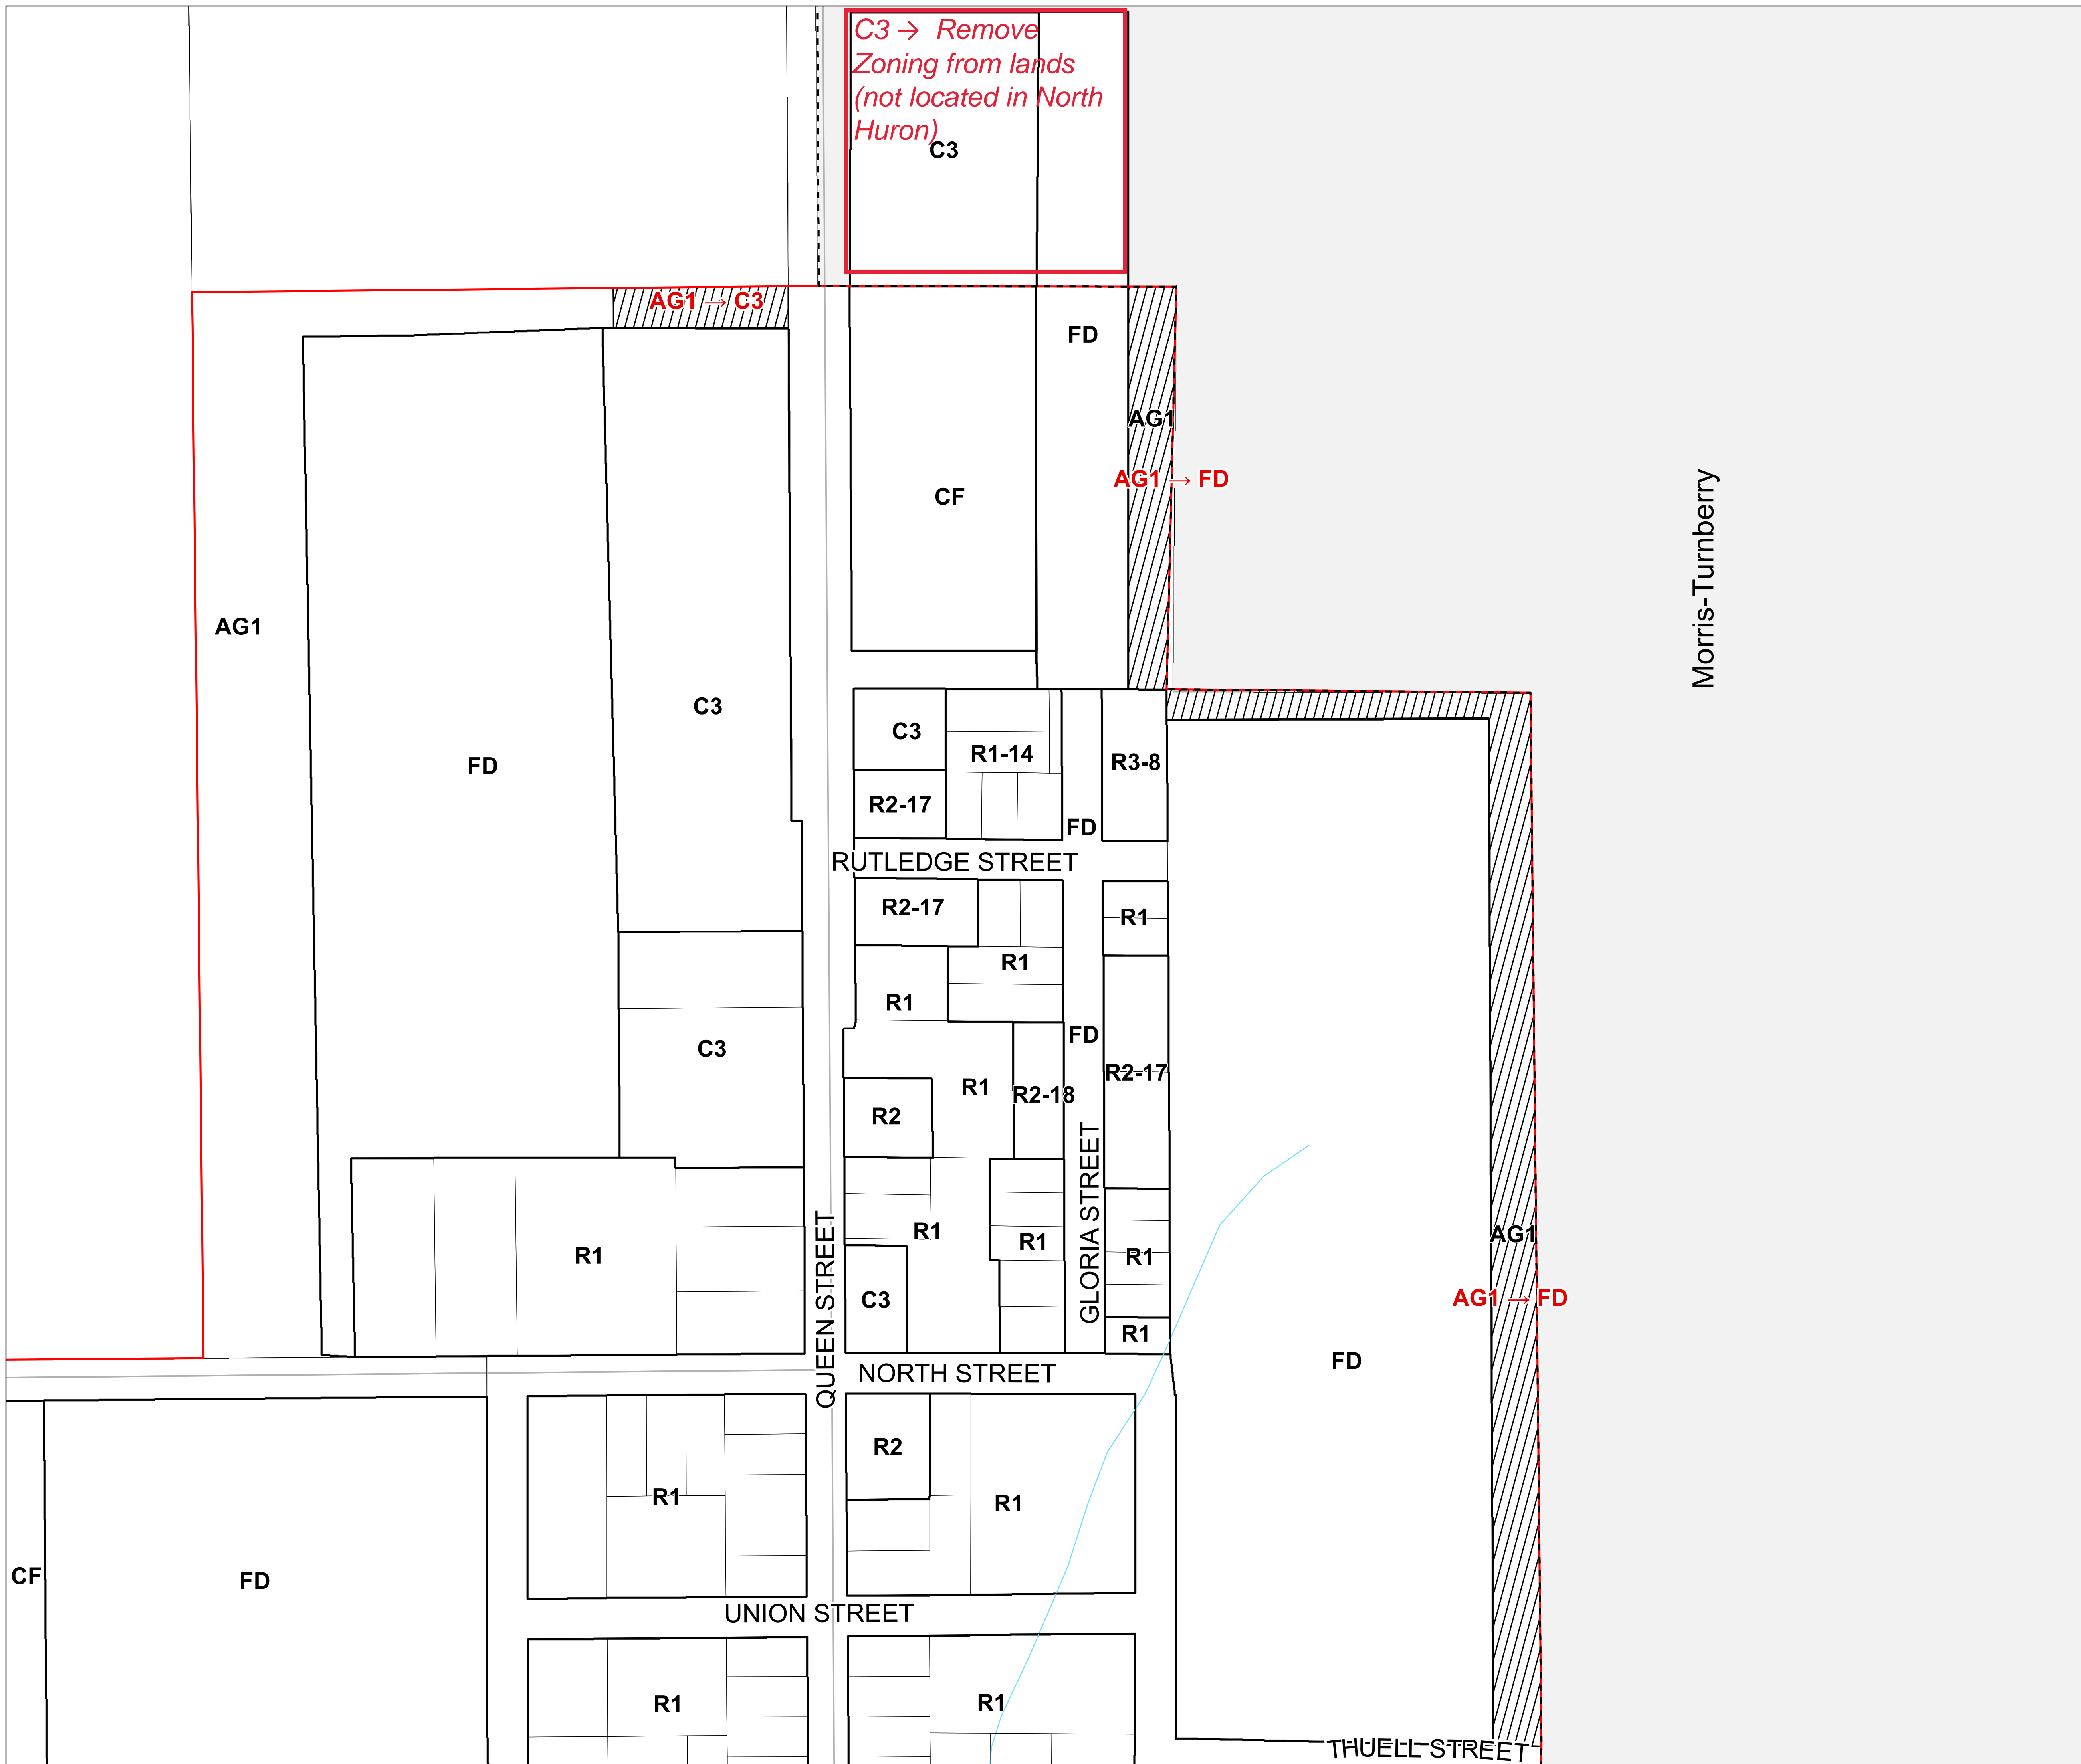 C3 → Remove
Zoning from lands
(not located in North
Huron)
C3
AG1 → C3
FD
AG1
AG1 → FD
CF
Morris-Turnberry
AG1
C3
FD
C3
R1-14
R3-8
R2-17
FD
RUTLEDGE STREET
R2-17
R1
R1
R1
FD
C3
R2-17
R1
R2-18
R2
GLORIA STREET
QUEEN STREET
R1
R1
R1
R1
AG1
AG1 → FD
C3
R1
FD
NORTH STREET
R2
R1
R1
CF
FD
UNION STREET
R1
R1
THUELL STREET